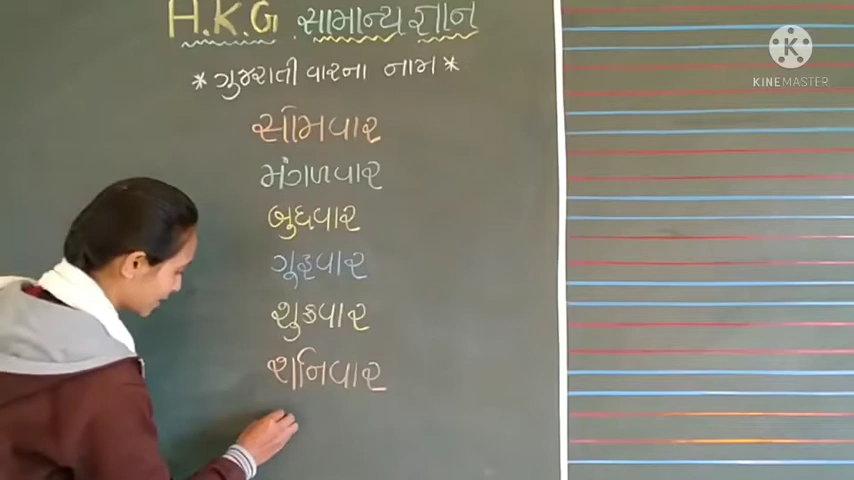 H.K.G. સામાન્ય જ્ઞાન
* ગુજરાતી વારના નામ *
સોમવાર
મંગળવાર
બુધવાર
ગુરૂવાર
શુક્રવાર
શનિવાર
K
KINEMASTER